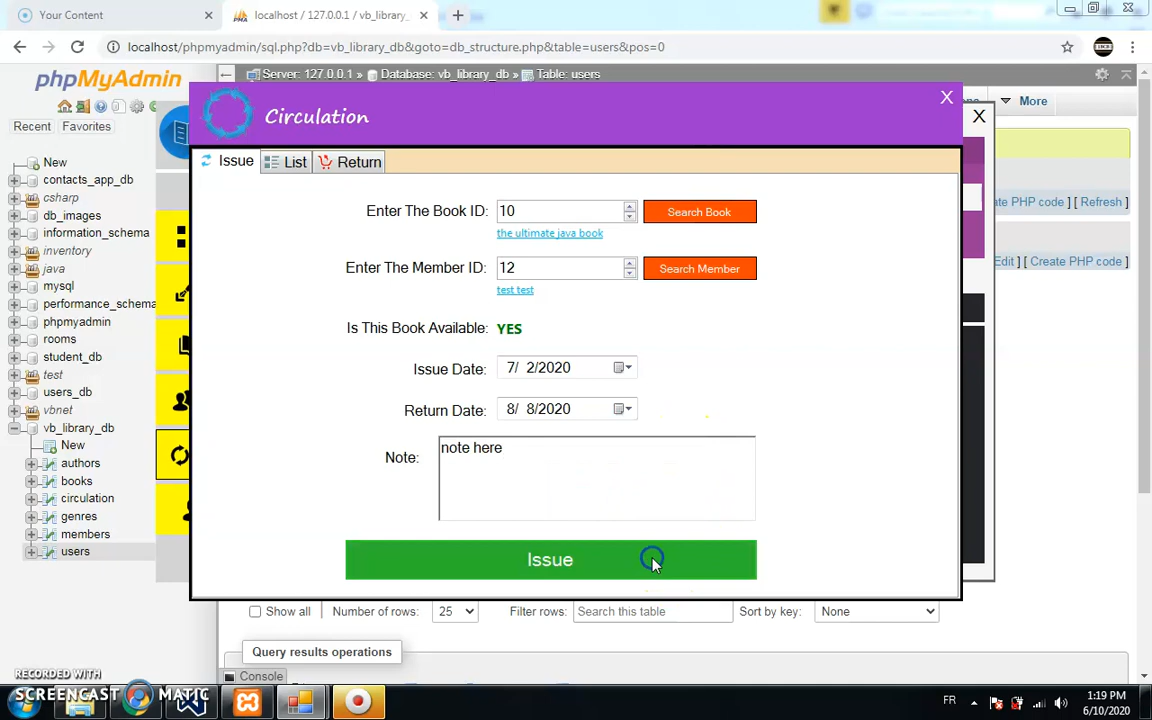 Your Content
localhost / 127.0.0.1 / vb_library_
localhost/phpmyadmin/sql.php?db=vb_library_db&goto=db_structure.php&table=users&pos=0
phpMyAdmin
Server: 127.0.0.1 » Database: vb_library_db » Table: users
Recent
Favorites
New
contacts_app_db
csharp
db_images
information_schema
inventory
java
mysql
performance_schema
phpmyadmin
rooms
student_db
test
users_db
vbnet
vb_library_db
New
authors
books
circulation
genres
members
users
Circulation
X
X
More
Issue
List
Return
Enter The Book ID:
10
Search Book
the ultimate java book
Enter The Member ID:
12
Search Member
test test
Is This Book Available:
YES
Issue Date:
7/ 2/2020
Return Date:
8/ 8/2020
Note:
note here
Issue
ate PHP code ] [ Refresh ]
Edit ] [ Create PHP code ]
Show all
Number of rows:
25
Filter rows:
Search this table
Sort by key:
None
Query results operations
Console
RECORDED WITH
SCREENCAST
MATIC
FR
1:19 PM
6/10/2020